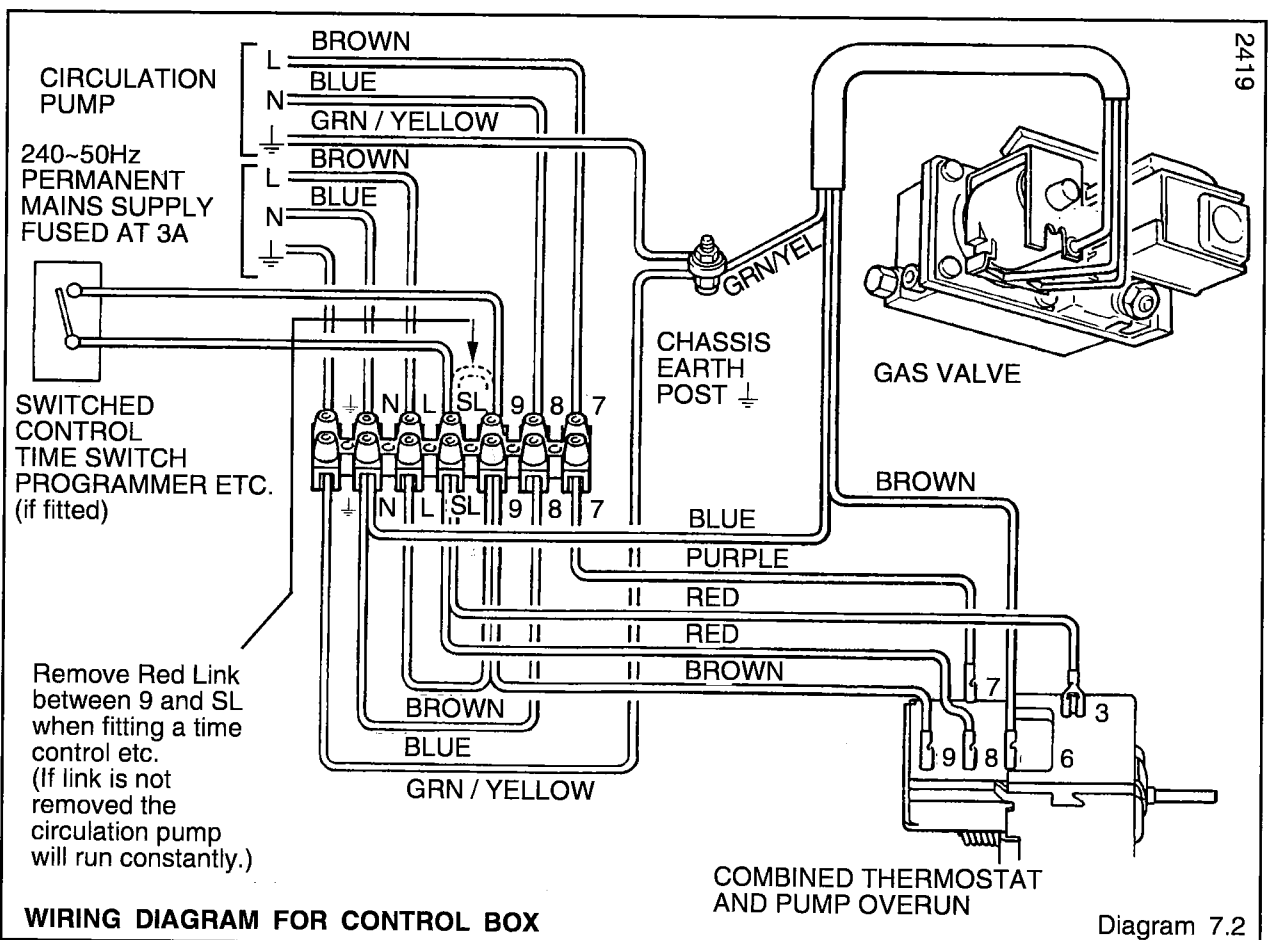 2419
CIRCULATION
PUMP
L
BROWN
N
BLUE
⏚
GRN / YELLOW
240~50Hz
PERMANENT
MAINS SUPPLY
FUSED AT 3A
L
BROWN
N
BLUE
⏚
GRN/YEL
CHASSIS
EARTH
POST ⏚
GAS VALVE
SWITCHED
CONTROL
TIME SWITCH
PROGRAMMER ETC.
(if fitted)
⏚ N L SL 9 8 7
⏚ N L SL 9 8 7
BROWN
BLUE
PURPLE
RED
RED
BROWN
BROWN
BLUE
GRN / YELLOW
Remove Red Link
between 9 and SL
when fitting a time
control etc.
(If link is not
removed the
circulation pump
will run constantly.)
7
3
9 8 6
COMBINED THERMOSTAT
AND PUMP OVERUN
WIRING DIAGRAM FOR CONTROL BOX
Diagram 7.2